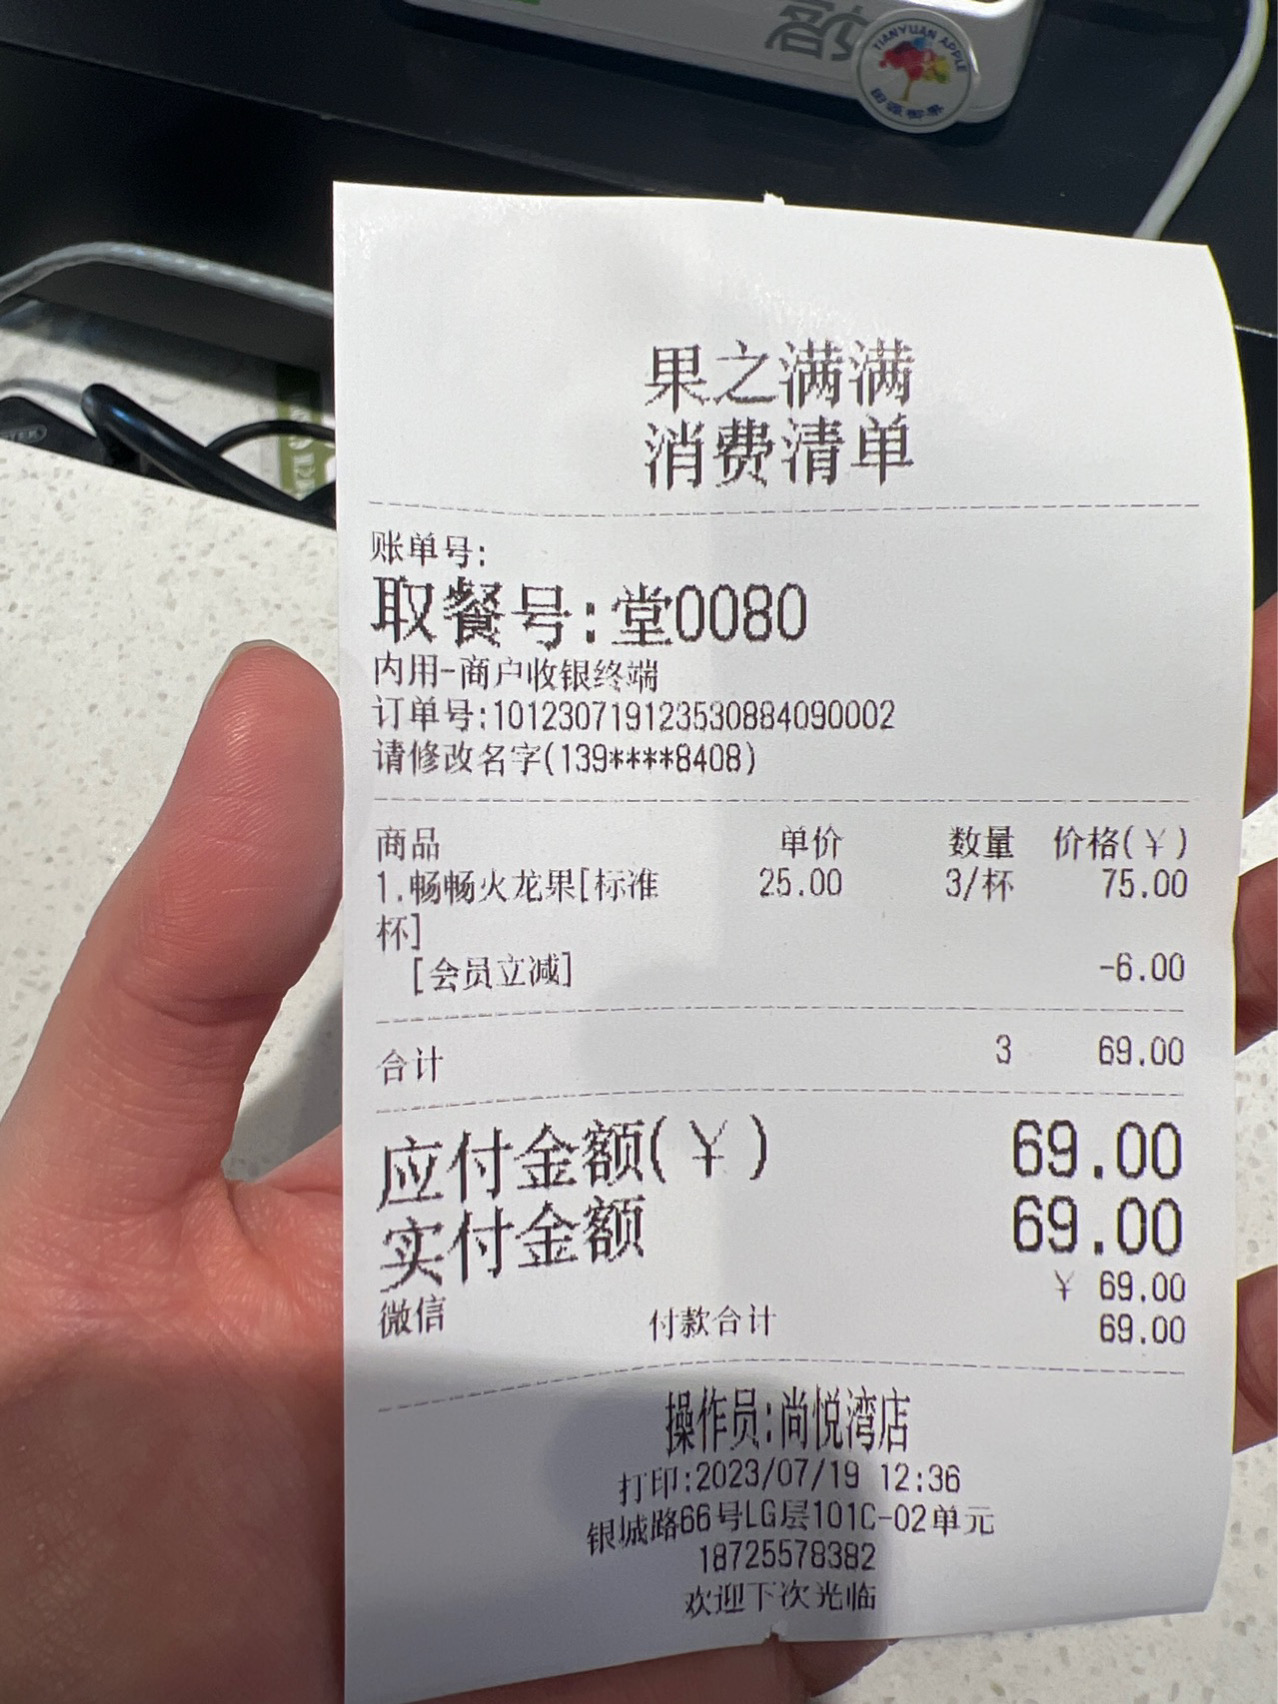 TIANYUAN APPLE
果之满满
消费清单
账单号:
取餐号:堂0080
内用-商户收银终端
订单号:101230719123530884090002
请修改名字(139****8408)
商品 单价 数量 价格(¥)
1.畅畅火龙果[标准 25.00 3/杯 75.00
杯]
[会员立减] -6.00
合计 3 69.00
应付金额(¥) 69.00
实付金额 69.00
¥ 69.00
微信 付款合计 69.00
操作员:尚悦湾店
打印:2023/07/19 12:36
银城路66号LG层101C-02单元
18725578382
欢迎下次光临